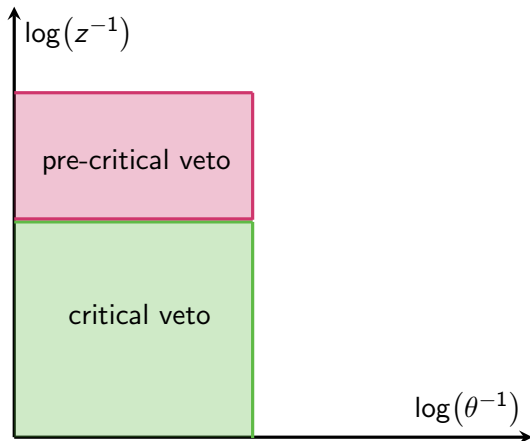 log(z⁻¹)
pre-critical veto
critical veto
log(θ⁻¹)